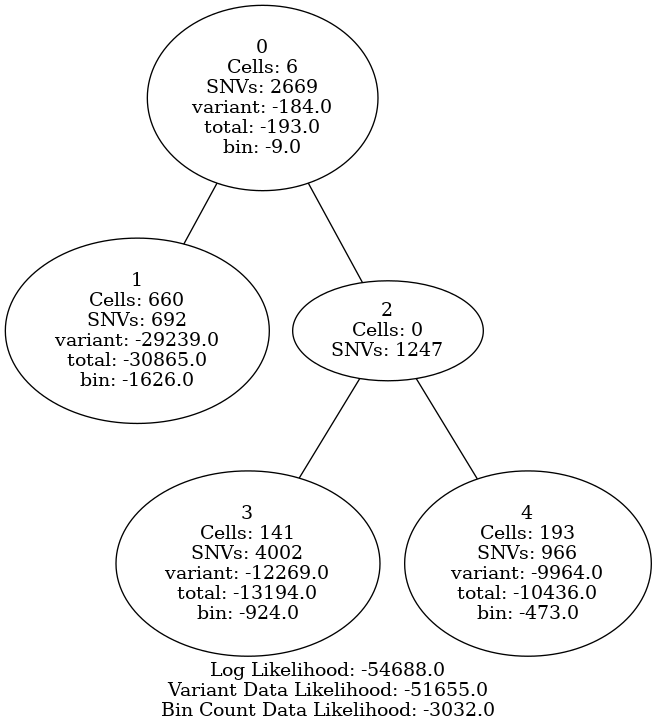 0
Cells: 6
SNVs: 2669
variant: -184.0
total: -193.0
bin: -9.0
1
Cells: 660
SNVs: 692
variant: -29239.0
total: -30865.0
bin: -1626.0
2
Cells: 0
SNVs: 1247
3
Cells: 141
SNVs: 4002
variant: -12269.0
total: -13194.0
bin: -924.0
4
Cells: 193
SNVs: 966
variant: -9964.0
total: -10436.0
bin: -473.0
Log Likelihood: -54688.0
Variant Data Likelihood: -51655.0
Bin Count Data Likelihood: -3032.0